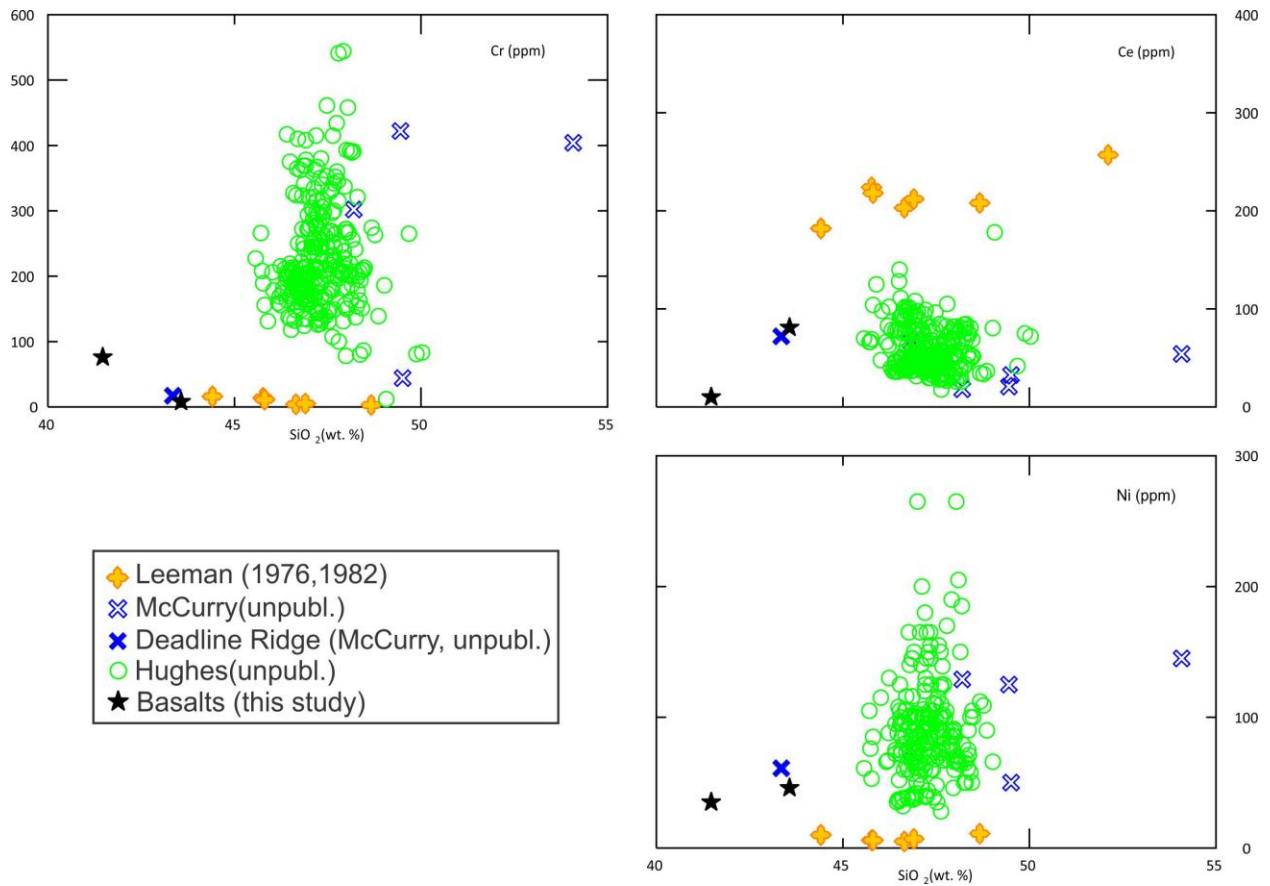 600
500
400
300
200
100
0
Cr (ppm)
40
45
50
55
SiO 2(wt. %)
Ce (ppm)
400
300
200
100
0
Ni (ppm)
300
200
100
0
40
45
50
55
SiO 2(wt. %)
Leeman (1976,1982)
McCurry(unpubl.)
Deadline Ridge (McCurry, unpubl.)
Hughes(unpubl.)
Basalts (this study)